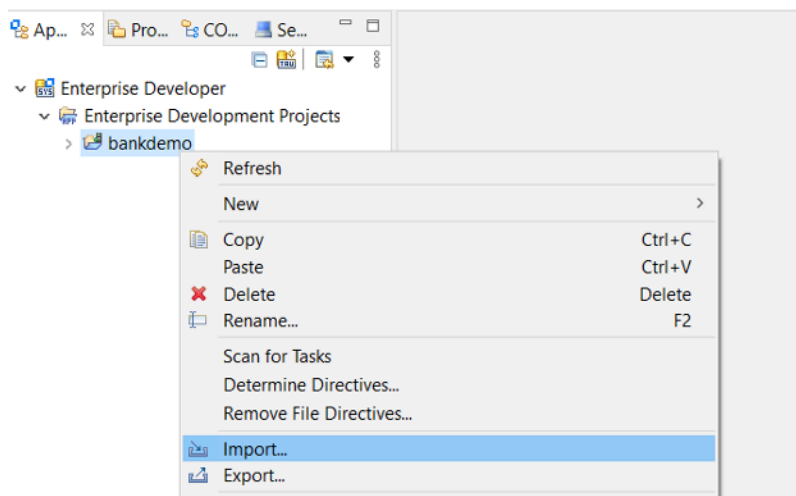 Ap... Pro... CO... Se...
Enterprise Developer
Enterprise Development Projects
bankdemo
Refresh
New
Copy Ctrl+C
Paste Ctrl+V
Delete Delete
Rename... F2
Scan for Tasks
Determine Directives...
Remove File Directives...
Import...
Export...